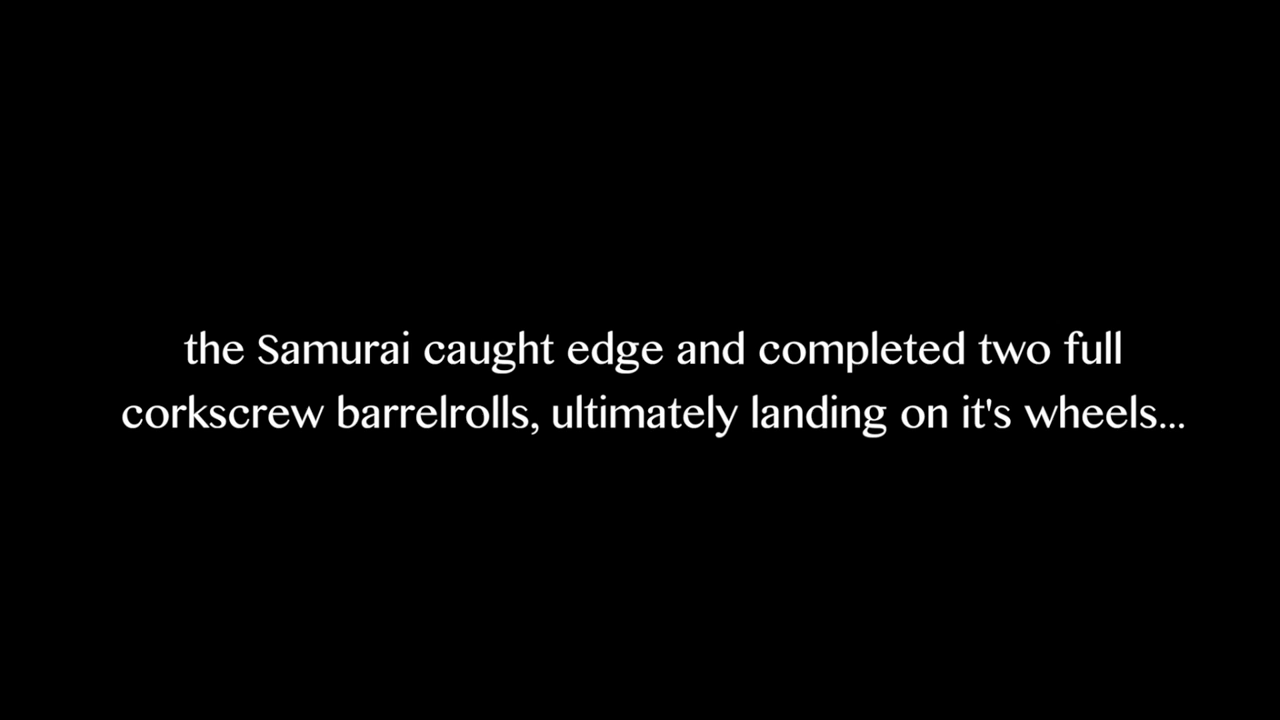 the Samurai caught edge and completed two full
corkscrew barrelrolls, ultimately landing on it's wheels...